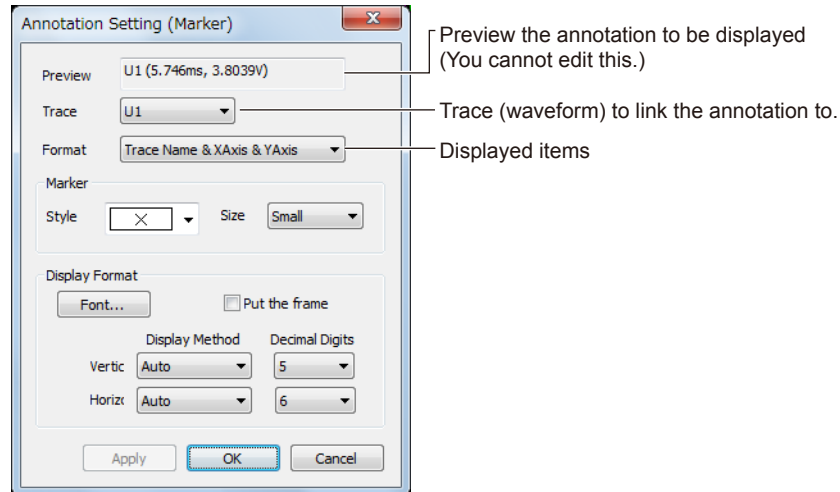 Annotation Setting (Marker)
Preview the annotation to be displayed
(You cannot edit this.)
Preview U1 (5.746ms, 3.8039V)
Trace U1
Trace (waveform) to link the annotation to.
Format Trace Name & XAxis & YAxis
Displayed items
Marker
Style Size Small
Display Format
Font... Put the frame
Display Method Decimal Digits
Vertic Auto 5
Horizo Auto 6
Apply OK Cancel